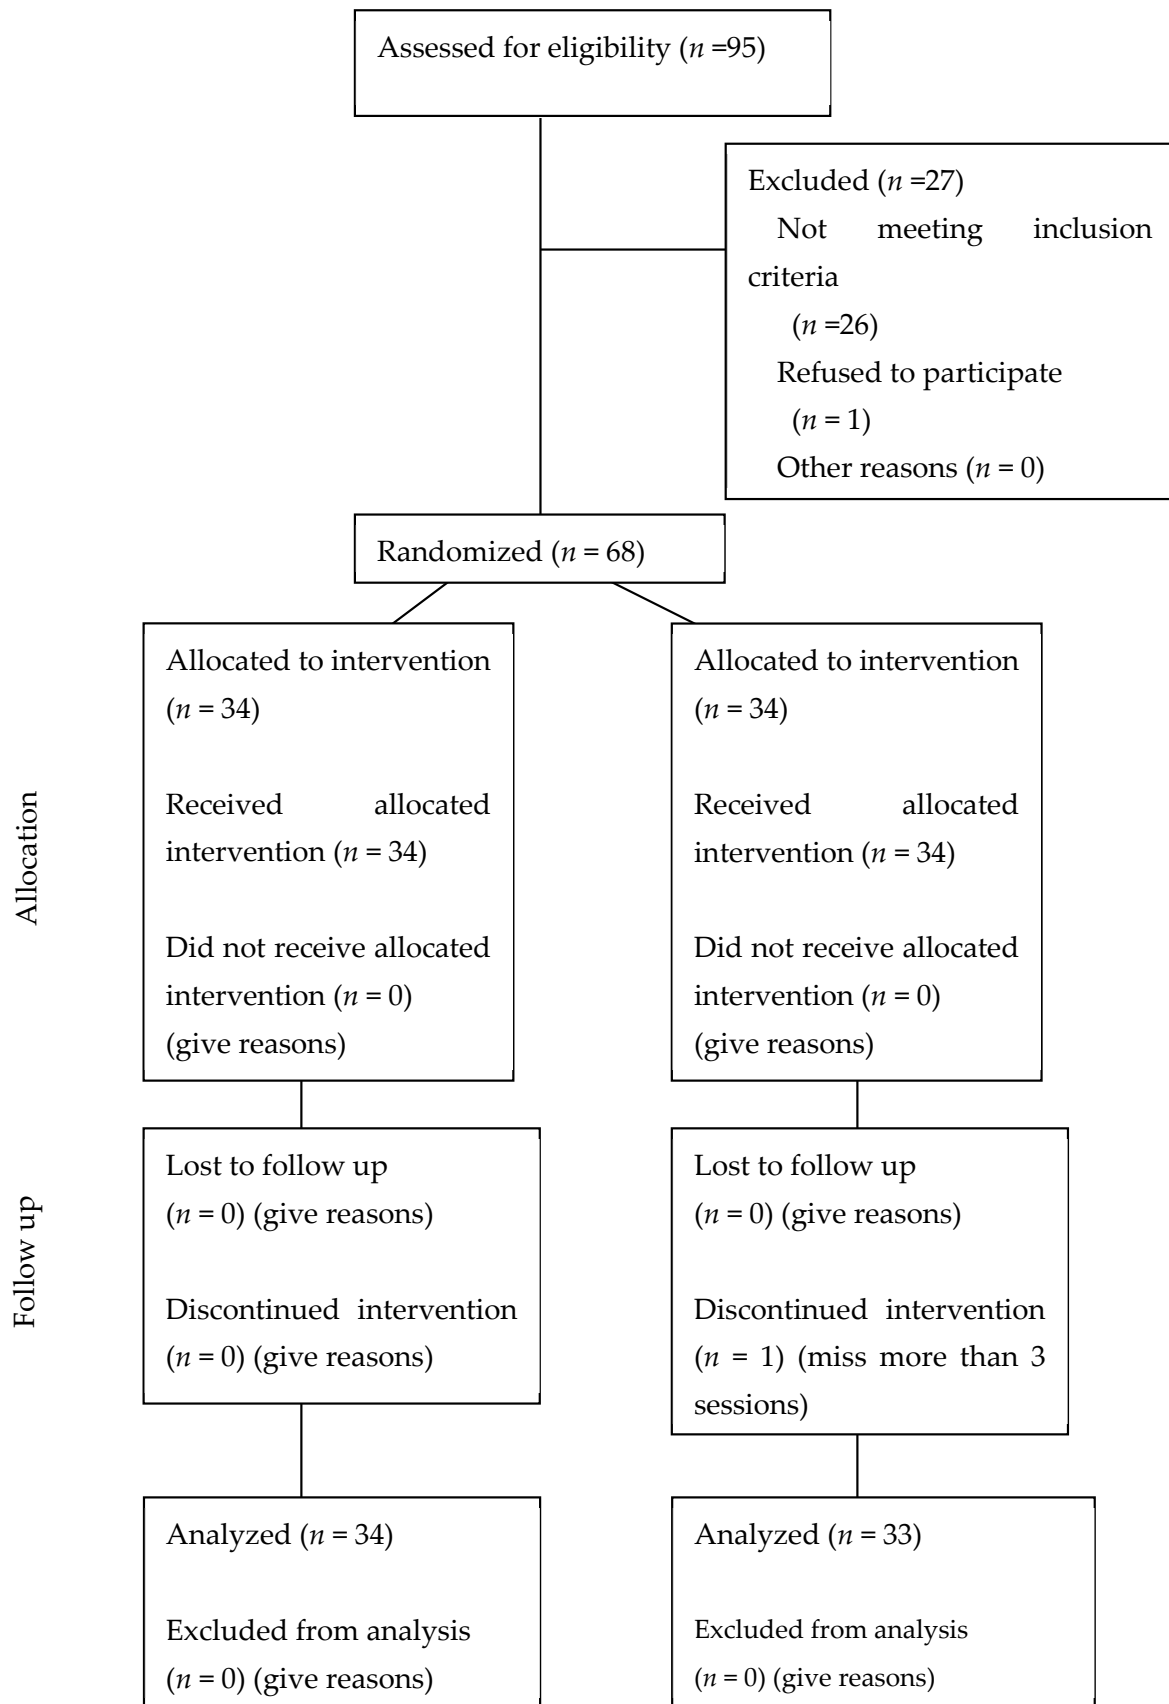 Assessed for eligibility (n =95)
Excluded (n =27)
Not meeting inclusion
criteria
(n =26)
Refused to participate
(n = 1)
Other reasons (n = 0)
Randomized (n = 68)
Allocated to intervention
(n = 34)
Received allocated
intervention (n = 34)
Did not receive allocated
intervention (n = 0)
(give reasons)
Allocated to intervention
(n = 34)
Received allocated
intervention (n = 34)
Did not receive allocated
intervention (n = 0)
(give reasons)
Allocation
Lost to follow up
(n = 0) (give reasons)
Discontinued intervention
(n = 0) (give reasons)
Lost to follow up
(n = 0) (give reasons)
Discontinued intervention
(n = 1) (miss more than 3
sessions)
Follow up
Analyzed (n = 34)
Excluded from analysis
(n = 0) (give reasons)
Analyzed (n = 33)
Excluded from analysis
(n = 0) (give reasons)